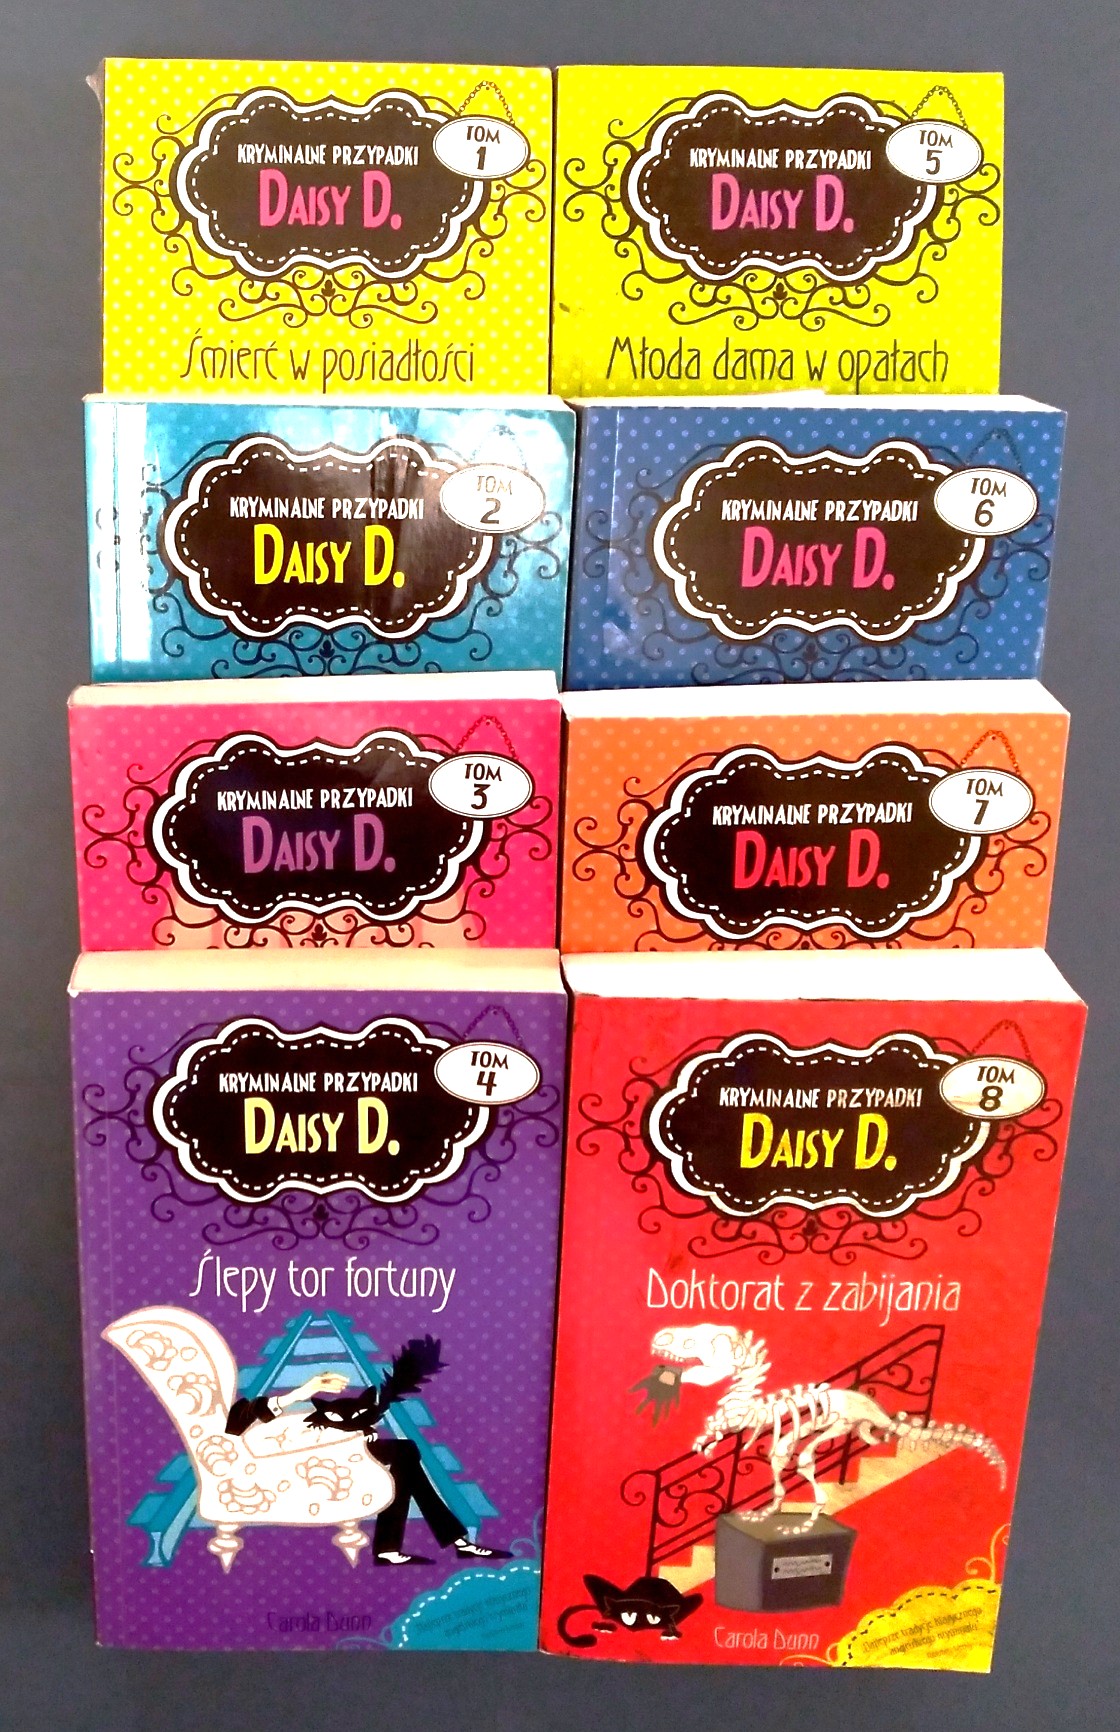 KRYMINALNE PRZYPADKI
DAISY D.
TOM
1
Śmierć w posiadłości
KRYMINALNE PRZYPADKI
DAISY D.
TOM
5
Młoda dama w opałach
KRYMINALNE PRZYPADKI
DAISY D.
TOM
2
KRYMINALNE PRZYPADKI
DAISY D.
TOM
6
KRYMINALNE PRZYPADKI
DAISY D.
TOM
3
KRYMINALNE PRZYPADKI
DAISY D.
TOM
7
KRYMINALNE PRZYPADKI
DAISY D.
TOM
4
Ślepy tor fortuny
Carola Dunn
KRYMINALNE PRZYPADKI
DAISY D.
TOM
8
Doktorat z zabijania
Carola Dunn